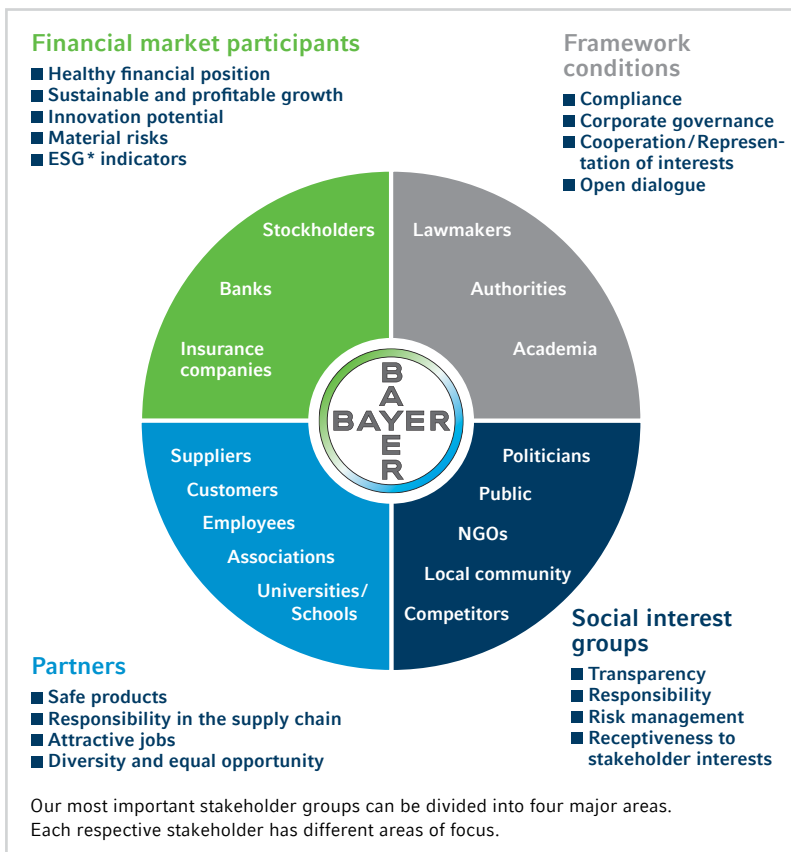 Financial market participants
Healthy financial position
Sustainable and profitable growth
Innovation potential
Material risks
ESG* indicators
Framework
conditions
Compliance
Corporate governance
Cooperation/Represen-
tation of interests
Open dialogue
Stockholders
Banks
Insurance
companies
Lawmakers
Authorities
Academia
BAYER
BAYER
Suppliers
Customers
Employees
Associations
Universities/
Schools
Politicians
Public
NGOs
Local community
Competitors
Partners
Safe products
Responsibility in the supply chain
Attractive jobs
Diversity and equal opportunity
Social interest
groups
Transparency
Responsibility
Risk management
Receptiveness to
stakeholder interests
Our most important stakeholder groups can be divided into four major areas.
Each respective stakeholder has different areas of focus.